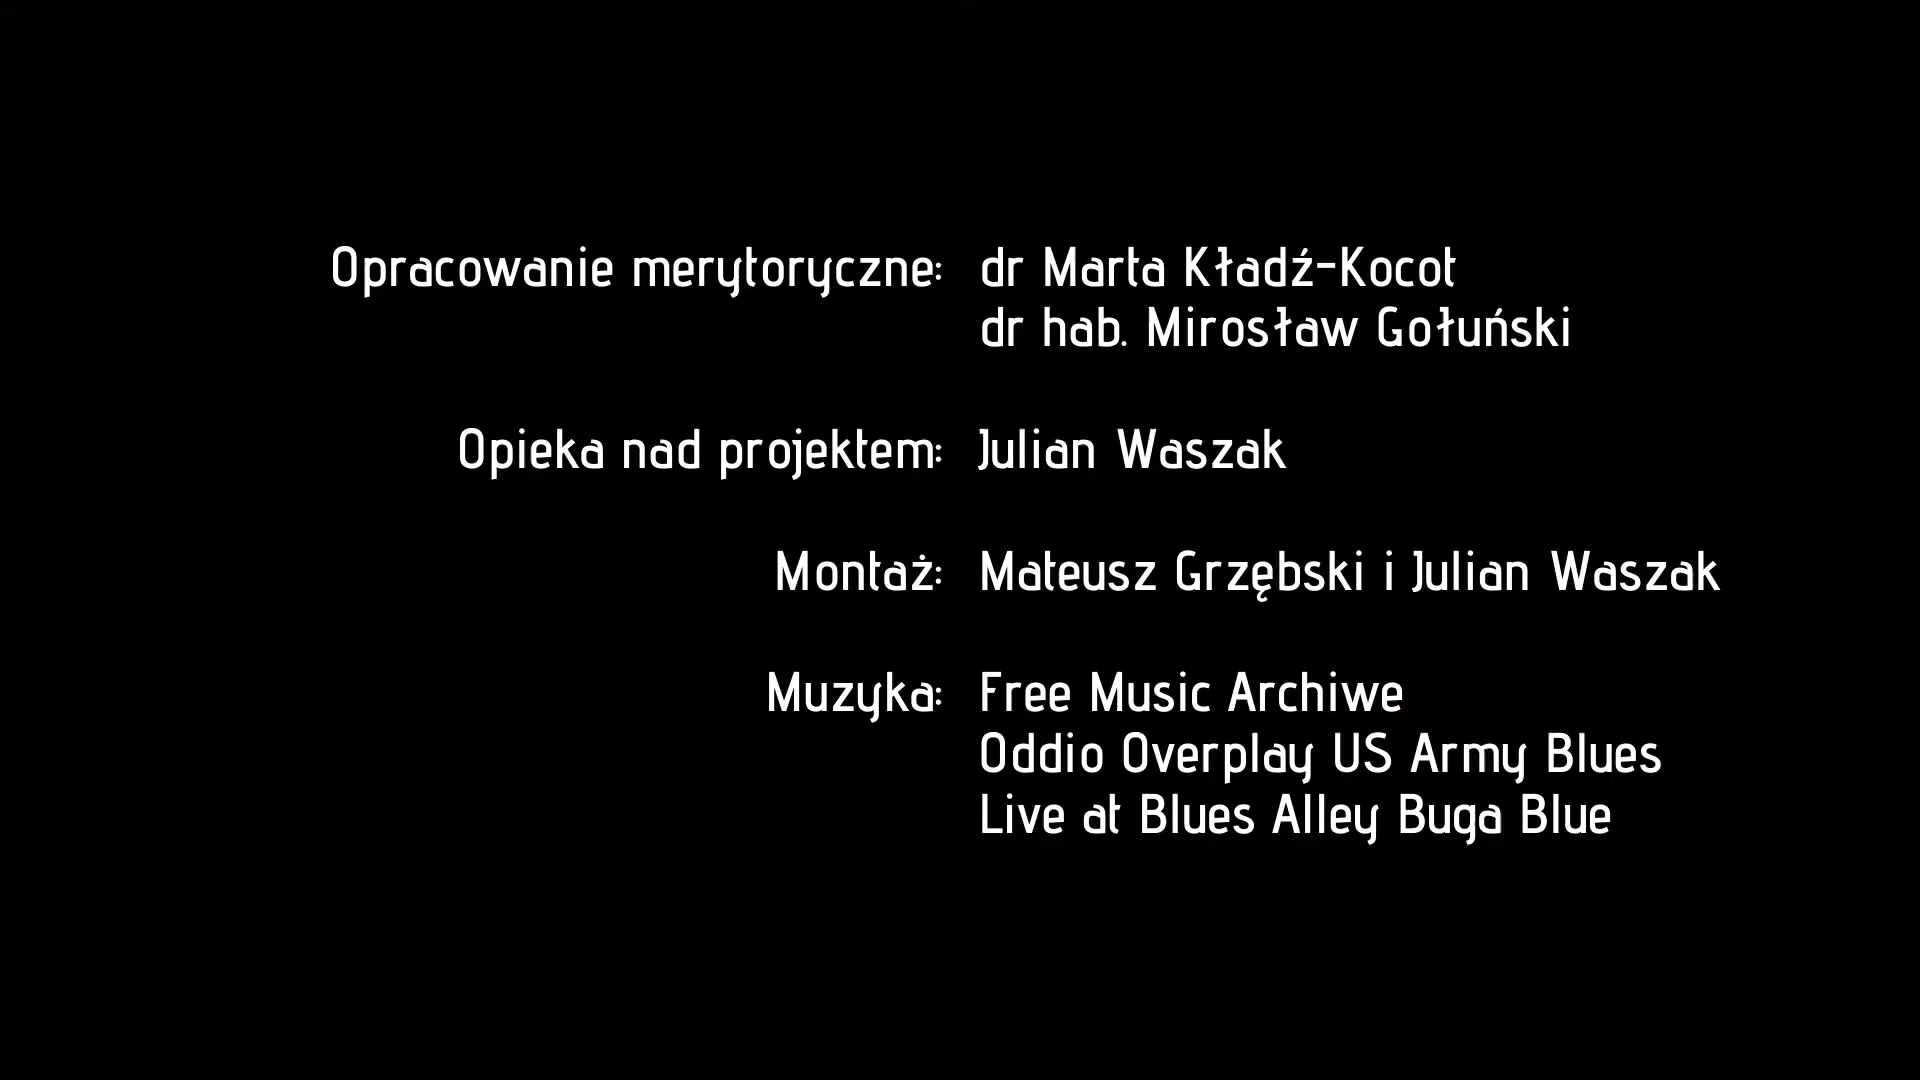 Opracowanie merytoryczne: dr Marta Kładź-Kocot
dr hab. Mirosław Gołuński
Opieka nad projektem: Julian Waszak
Montaż: Mateusz Grzębski i Julian Waszak
Muzyka: Free Music Archiwe
Oddio Overplay US Army Blues
Live at Blues Alley Buga Blue